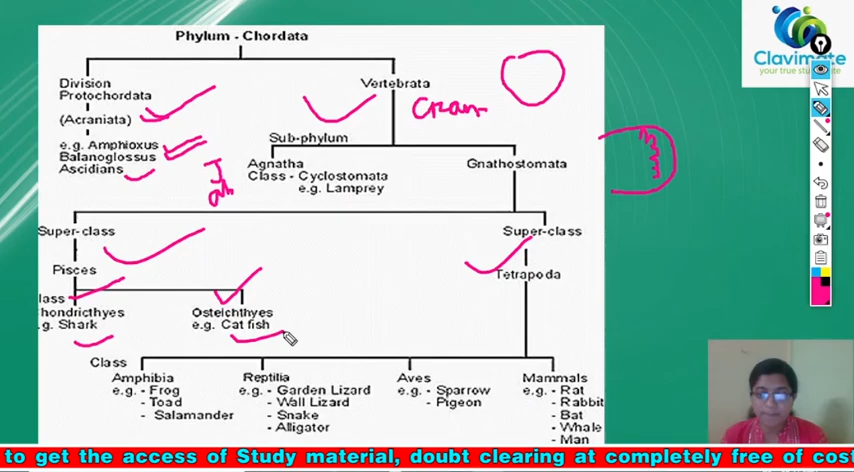 Phylum - Chordata
Clavimate
your true stu
Division
Protochordata
Vertebrata
(Acraniata)
Cran
Sub-phylum
e.g. Amphioxus
Balanoglossus
Ascidians
Agnatha
Class - Cyclostomata
e.g. Lamprey
Gnathostomata
Super-class
Super-class
Pisces
Tetrapoda
lass
hondricthyes
.g. Shark
Osteichthyes
e.g. Cat fish
Class
Amphibia
e.g. - Frog
- Toad
- Salamander
Reptilia
e.g. - Garden Lizard
- Wall Lizard
- Snake
- Alligator
Aves
e.g. - Sparrow
- Pigeon
Mammals
e.g. - Rat
- Rabbit
- Bat
- Whale
- Man
to get the access of Study material, doubt clearing at completely free of cost